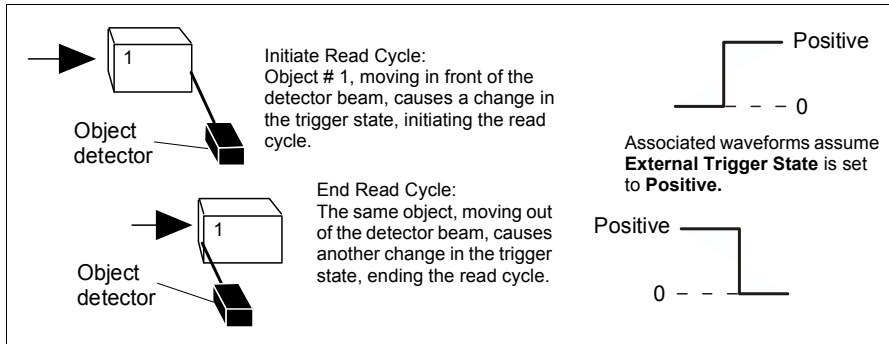 1
Initiate Read Cycle:
Object # 1, moving in front of the
detector beam, causes a change in
the trigger state, initiating the read
cycle.
Object
detector
Positive
0
Associated waveforms assume
External Trigger State is set
to Positive.
1
End Read Cycle:
The same object, moving out
of the detector beam, causes
another change in the trigger
state, ending the read cycle.
Object
detector
Positive
0